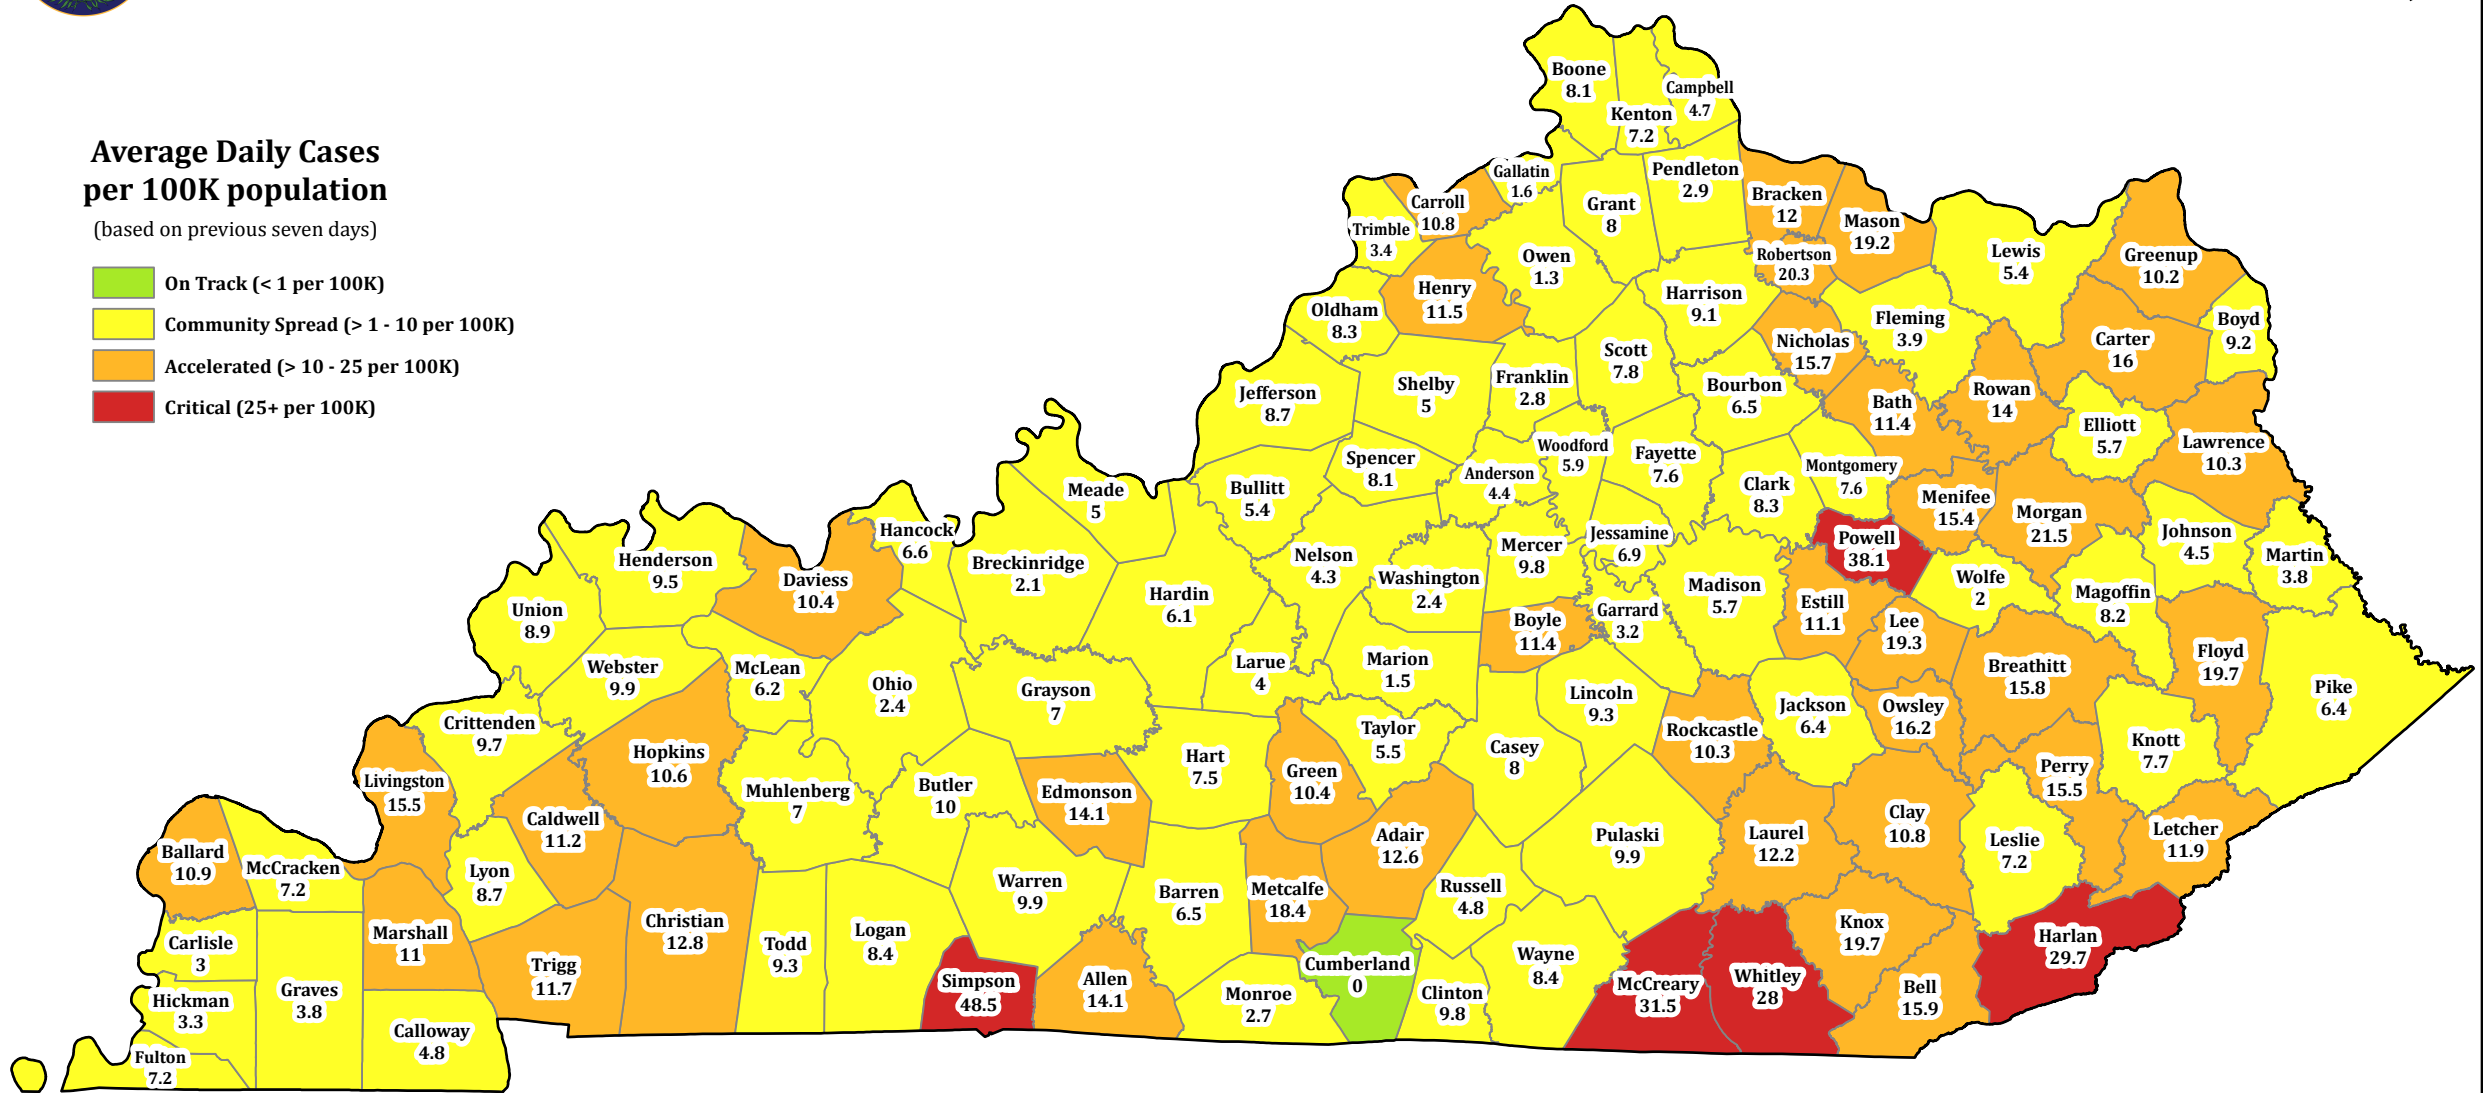 Average Daily Cases
per 100K population
(based on previous seven days)
On Track (< 1 per 100K)
Community Spread (> 1 - 10 per 100K)
Accelerated (> 10 - 25 per 100K)
Critical (25+ per 100K)
Boone
8.1
Kenton
7.2
Campbell
4.7
Gallatin
1.6
Carroll
10.8
Trimble
3.4
Grant
8
Pendleton
2.9
Bracken
12
Mason
19.2
Robertson
20.3
Lewis
5.4
Greenup
10.2
Boyd
9.2
Owen
1.3
Henry
11.5
Oldham
8.3
Harrison
9.1
Nicholas
15.7
Fleming
3.9
Carter
16
Jefferson
8.7
Shelby
5
Franklin
2.8
Scott
7.8
Bourbon
6.5
Bath
11.4
Rowan
14
Elliott
5.7
Lawrence
10.3
Meade
5
Bullitt
5.4
Spencer
8.1
Anderson
4.4
Woodford
5.9
Fayette
7.6
Clark
8.3
Montgomery
7.6
Menifee
15.4
Morgan
21.5
Johnson
4.5
Martin
3.8
Hancock
6.6
Breckinridge
2.1
Henderson
9.5
Daviess
10.4
Union
8.9
Hardin
6.1
Nelson
4.3
Washington
2.4
Mercer
9.8
Jessamine
6.9
Madison
5.7
Powell
38.1
Estill
11.1
Wolfe
2
Magoffin
8.2
Lee
19.3
Boyle
11.4
Garrard
3.2
Webster
9.9
McLean
6.2
Ohio
2.4
Grayson
7
Larue
4
Marion
1.5
Lincoln
9.3
Breathitt
15.8
Floyd
19.7
Pike
6.4
Crittenden
9.7
Livingston
15.5
Hopkins
10.6
Muhlenberg
7
Butler
10
Edmonson
14.1
Hart
7.5
Green
10.4
Taylor
5.5
Casey
8
Rockcastle
10.3
Jackson
6.4
Owsley
16.2
Perry
15.5
Knott
7.7
Caldwell
11.2
Ballard
10.9
McCracken
7.2
Lyon
8.7
Warren
9.9
Barren
6.5
Metcalfe
18.4
Adair
12.6
Pulaski
9.9
Laurel
12.2
Clay
10.8
Leslie
7.2
Letcher
11.9
Carlisle
3
Marshall
11
Trigg
11.7
Christian
12.8
Todd
9.3
Logan
8.4
Simpson
48.5
Allen
14.1
Monroe
2.7
Cumberland
0
Russell
4.8
Clinton
9.8
Wayne
8.4
McCreary
31.5
Whitley
28
Knox
19.7
Bell
15.9
Harlan
29.7
Hickman
3.3
Graves
3.8
Calloway
4.8
Fulton
7.2